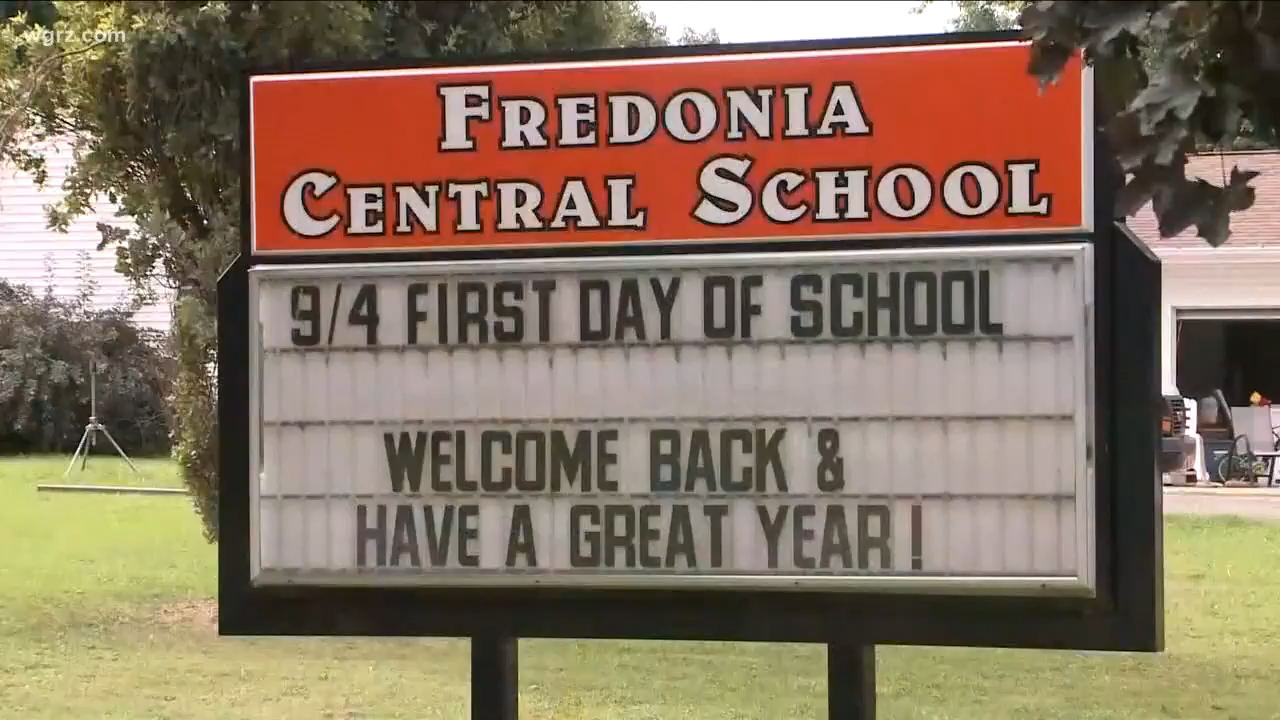 wgrz.com
FREDONIA
CENTRAL SCHOOL
9/4 FIRST DAY OF SCHOOL
WELCOME BACK &
HAVE A GREAT YEAR!